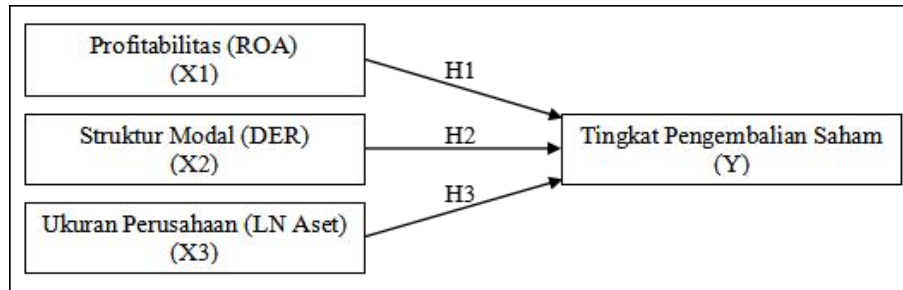 Profitabilitas (ROA)
(X1)
H1
Struktur Modal (DER)
(X2)
H2
Tingkat Pengembalian Saham
(Y)
H3
Ukuran Perusahaan (LN Aset)
(X3)